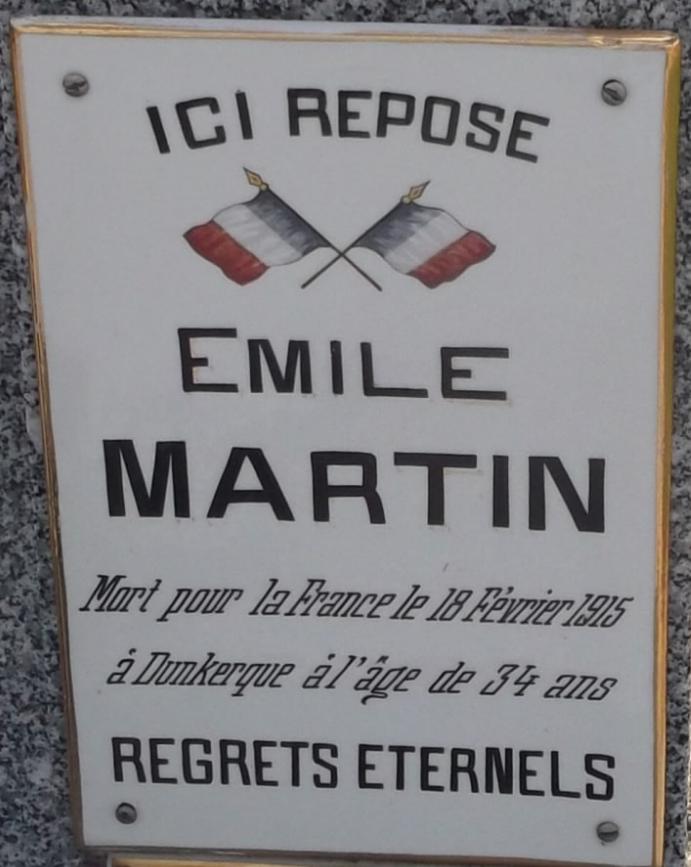 ICI REPOSE
EMILE
MARTIN
Mort pour la France le 18 Février 1915
à Dunkerque à l'âge de 34 ans
REGRETS ETERNELS